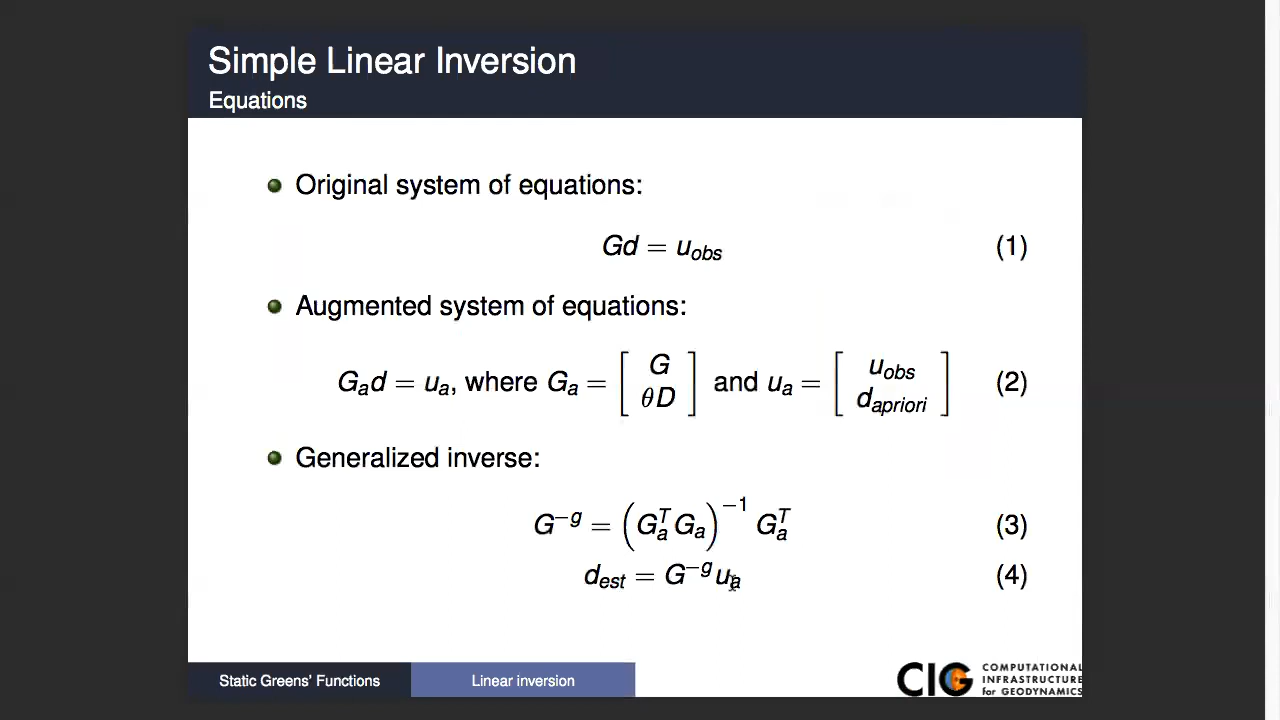 Simple Linear Inversion
Equations
Original system of equations:
Gd = u_obs (1)
Augmented system of equations:
G_a d = u_a, where G_a = [ G ; θD ] and u_a = [ u_obs ; d_apriori ] (2)
Generalized inverse:
G^{-g} = (G_a^T G_a)^{-1} G_a^T (3)
d_est = G^{-g} u_a (4)
Static Greens' Functions
Linear inversion
CIG
COMPUTATIONAL
INFRASTRUCTURE
for GEODYNAMICS